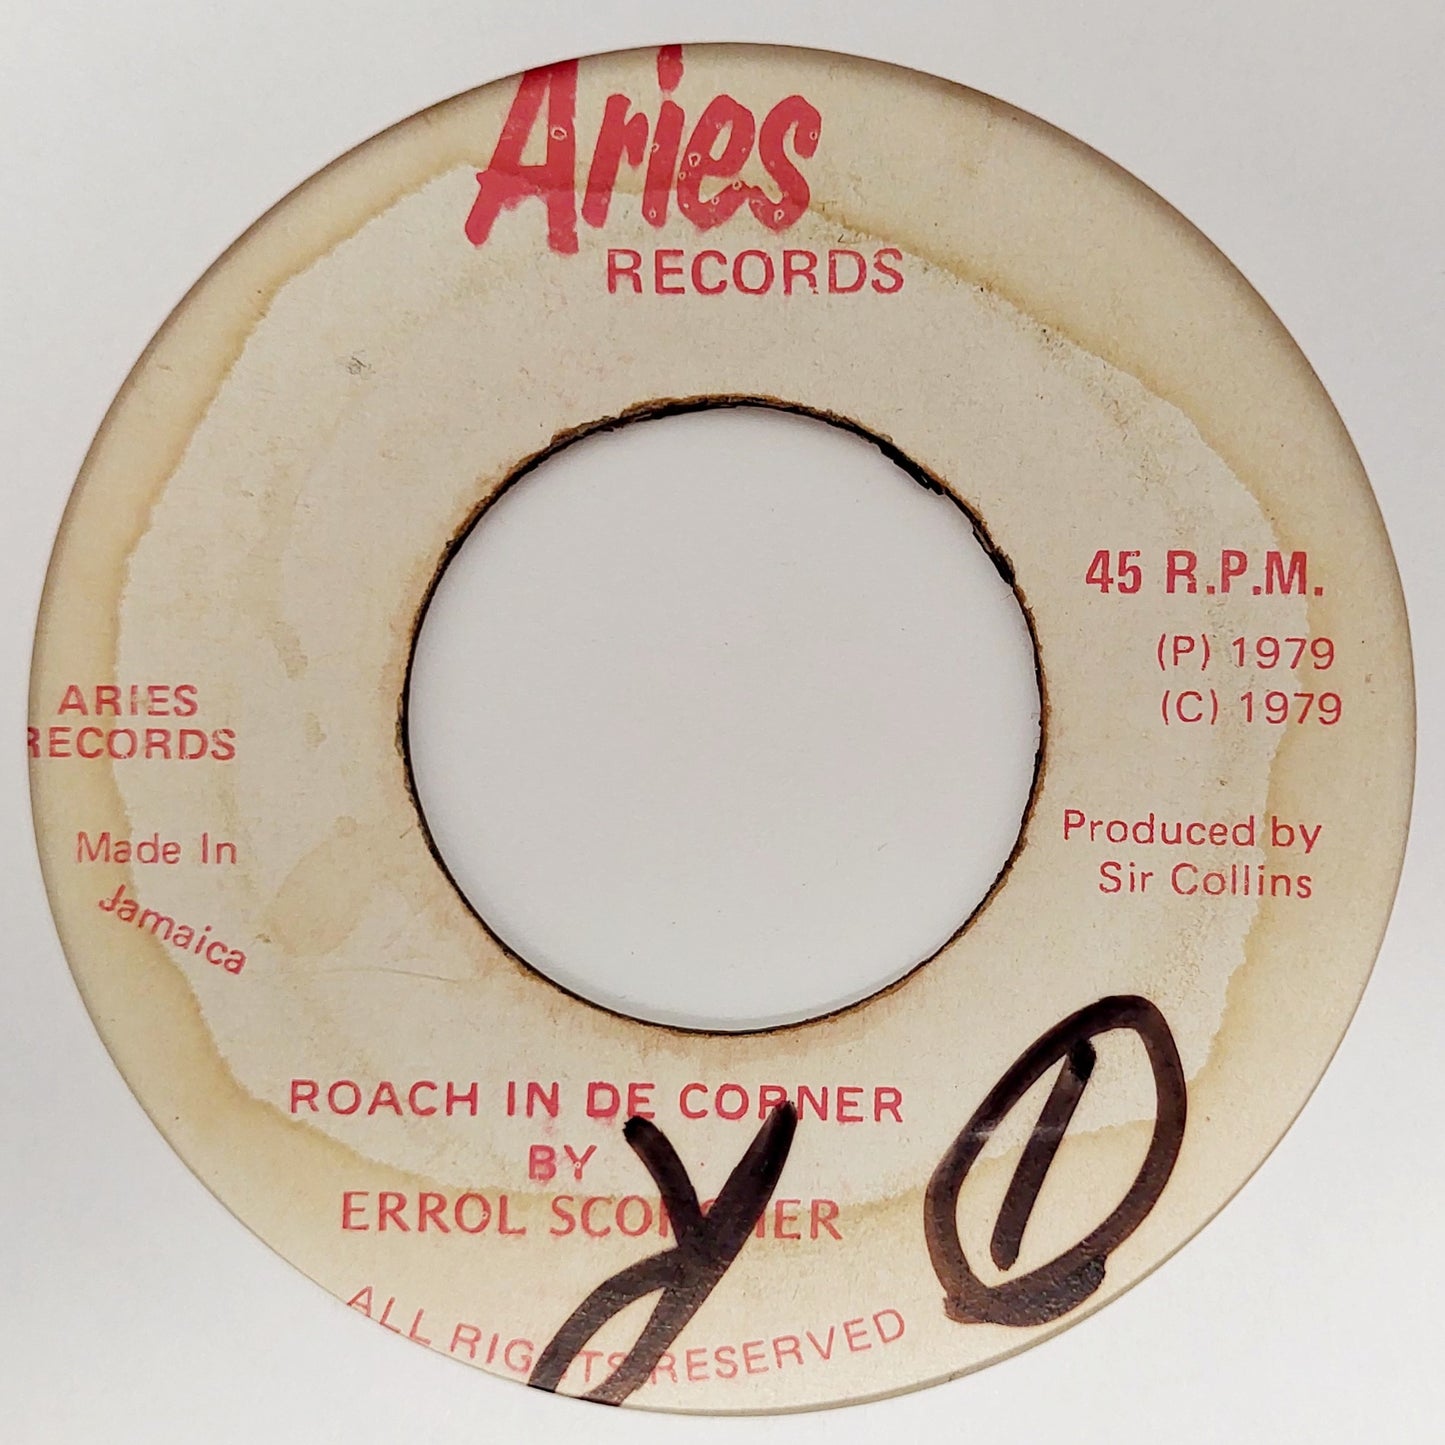 Aries
RECORDS
45 R.P.M.
(P) 1979
(C) 1979
ARIES
RECORDS
Made In
Jamaica
Produced by
Sir Collins
ROACH IN DE CORNER
BY
ERROL SCORCHER
ALL RIGHTS RESERVED
1